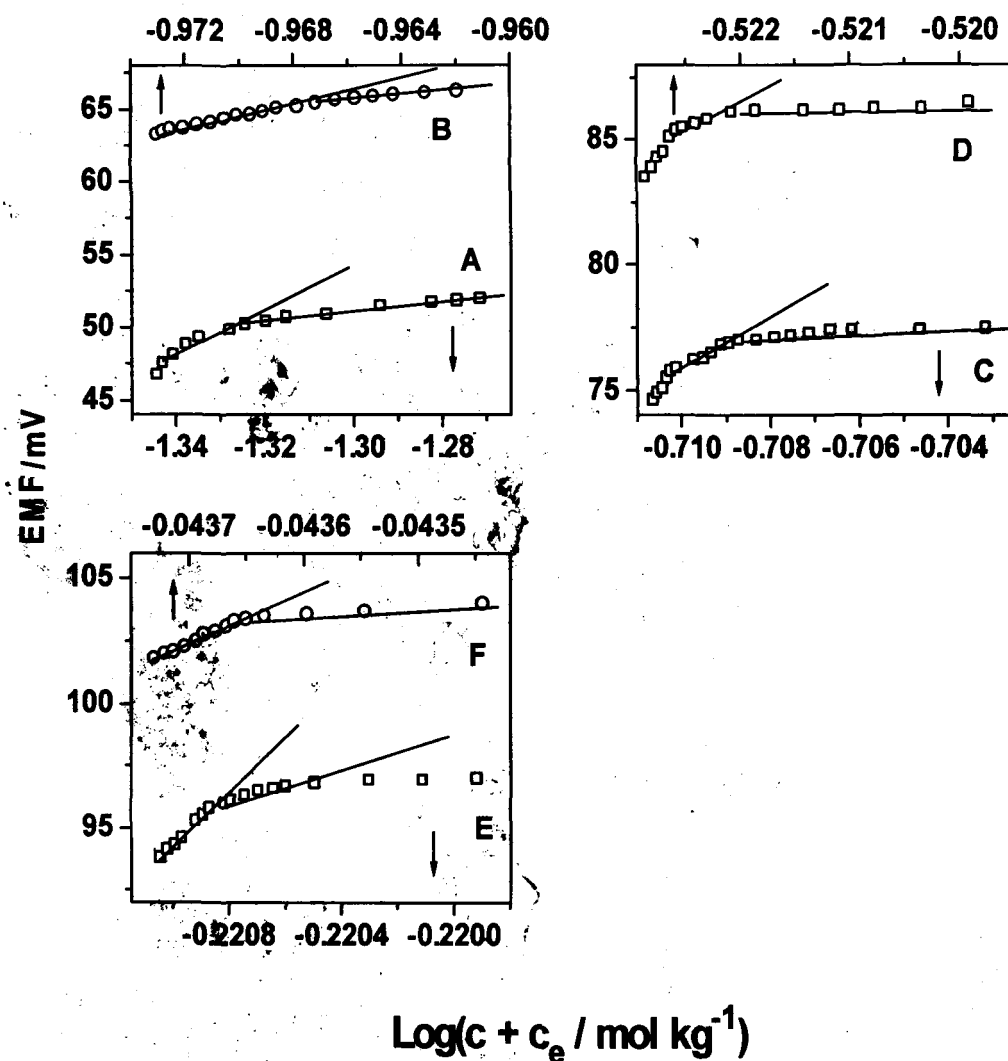 -0.972 -0.968 -0.964 -0.960
65
60
55
50
45
B
A
-1.34 -1.32 -1.30 -1.28
-0.522 -0.521 -0.520
85
80
75
D
C
-0.710 -0.708 -0.706 -0.704
EMF/mV
-0.0437 -0.0436 -0.0435
105
100
95
F
E
-0.2208 -0.2204 -0.2200
Log(c + cₑ / mol kg⁻¹)